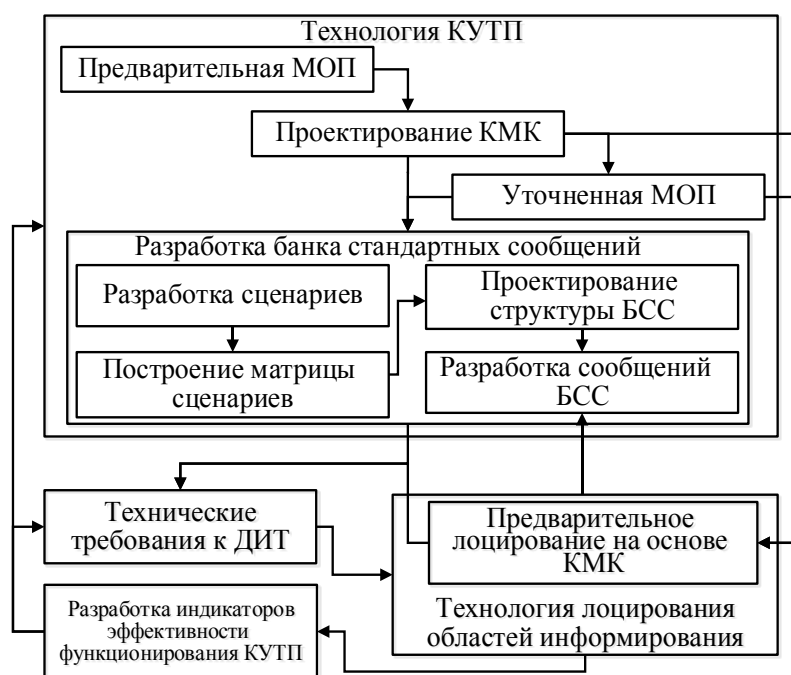 Технология КУТП
Предварительная МОП
Проектирование КМК
Уточненная МОП
Разработка банка стандартных сообщений
Разработка сценариев
Построение матрицы
сценариев
Проектирование
структуры БСС
Разработка сообщений
БСС
Технические
требования к ДИТ
Предварительное
лоцирование на основе
КМК
Технология лоцирования
областей информирования
Разработка индикаторов
эффективности
функционирования КУТП